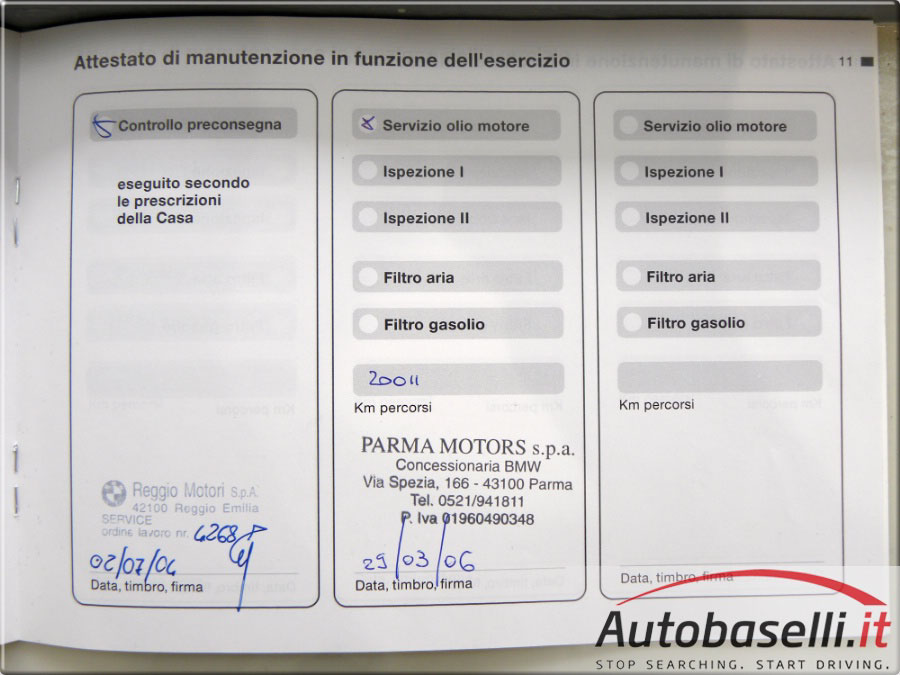 Attestato di manutenzione in funzione dell'esercizio
11
Controllo preconsegna
eseguito secondo
le prescrizioni
della Casa
Reggio Motori S.p.A.
42100 Reggio Emilia
SERVICE
ordine lavoro nr. 4268
02/07/04
Data, timbro, firma
Servizio olio motore
Ispezione I
Ispezione II
Filtro aria
Filtro gasolio
20011
Km percorsi
PARMA MOTORS s.p.a.
Concessionaria BMW
Via Spezia, 166 - 43100 Parma
Tel. 0521/941811
P. Iva 01960490348
29/03/06
Data, timbro, firma
Servizio olio motore
Ispezione I
Ispezione II
Filtro aria
Filtro gasolio
Km percorsi
Data, timbro, firma
Autobaselli.it
STOP SEARCHING. START DRIVING.